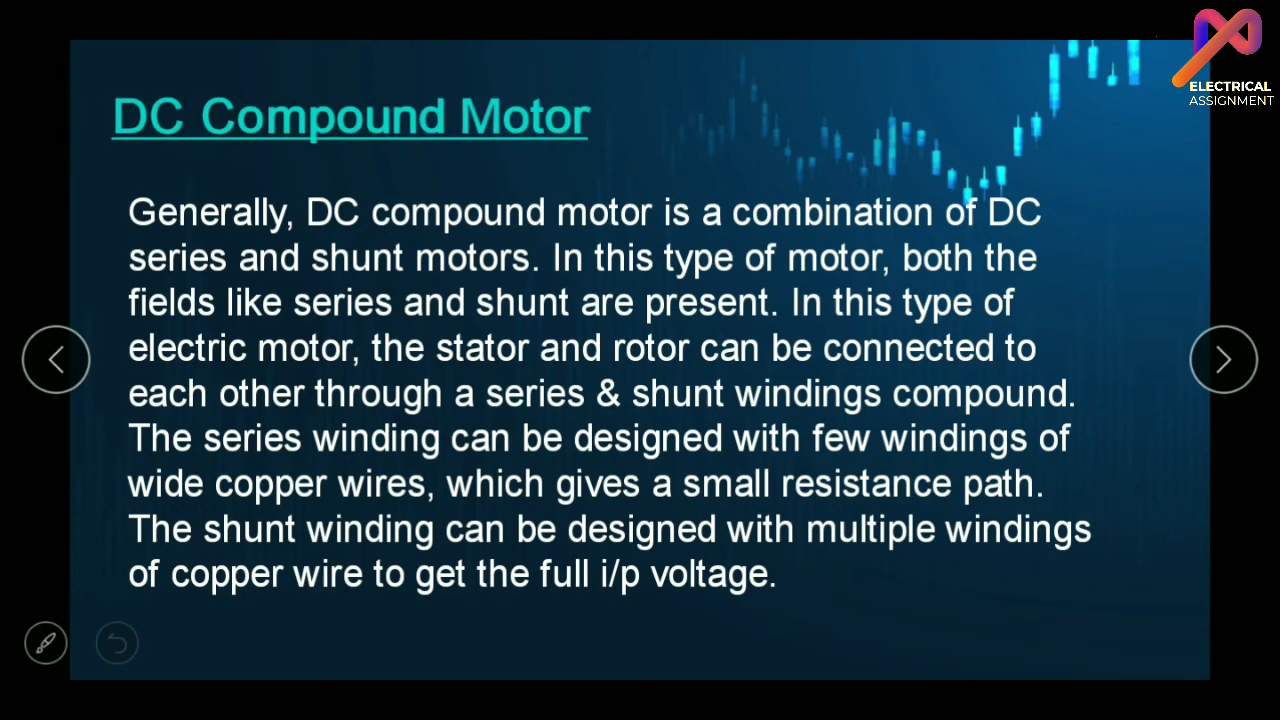 ELECTRICAL
ASSIGNMENT
DC Compound Motor
Generally, DC compound motor is a combination of DC
series and shunt motors. In this type of motor, both the
fields like series and shunt are present. In this type of
electric motor, the stator and rotor can be connected to
each other through a series & shunt windings compound.
The series winding can be designed with few windings of
wide copper wires, which gives a small resistance path.
The shunt winding can be designed with multiple windings
of copper wire to get the full i/p voltage.